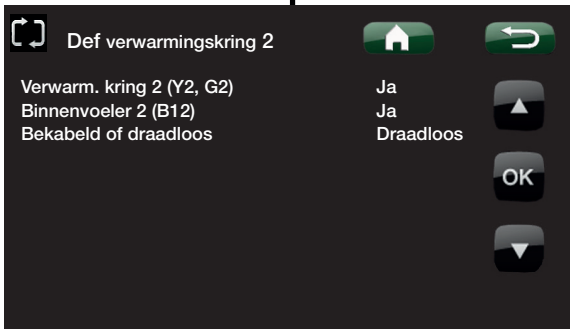 Def verwarmingskring 2
Verwarm. kring 2 (Y2, G2) Ja
Binnenvoeler 2 (B12) Ja
Bekabeld of draadloos Draadloos
OK